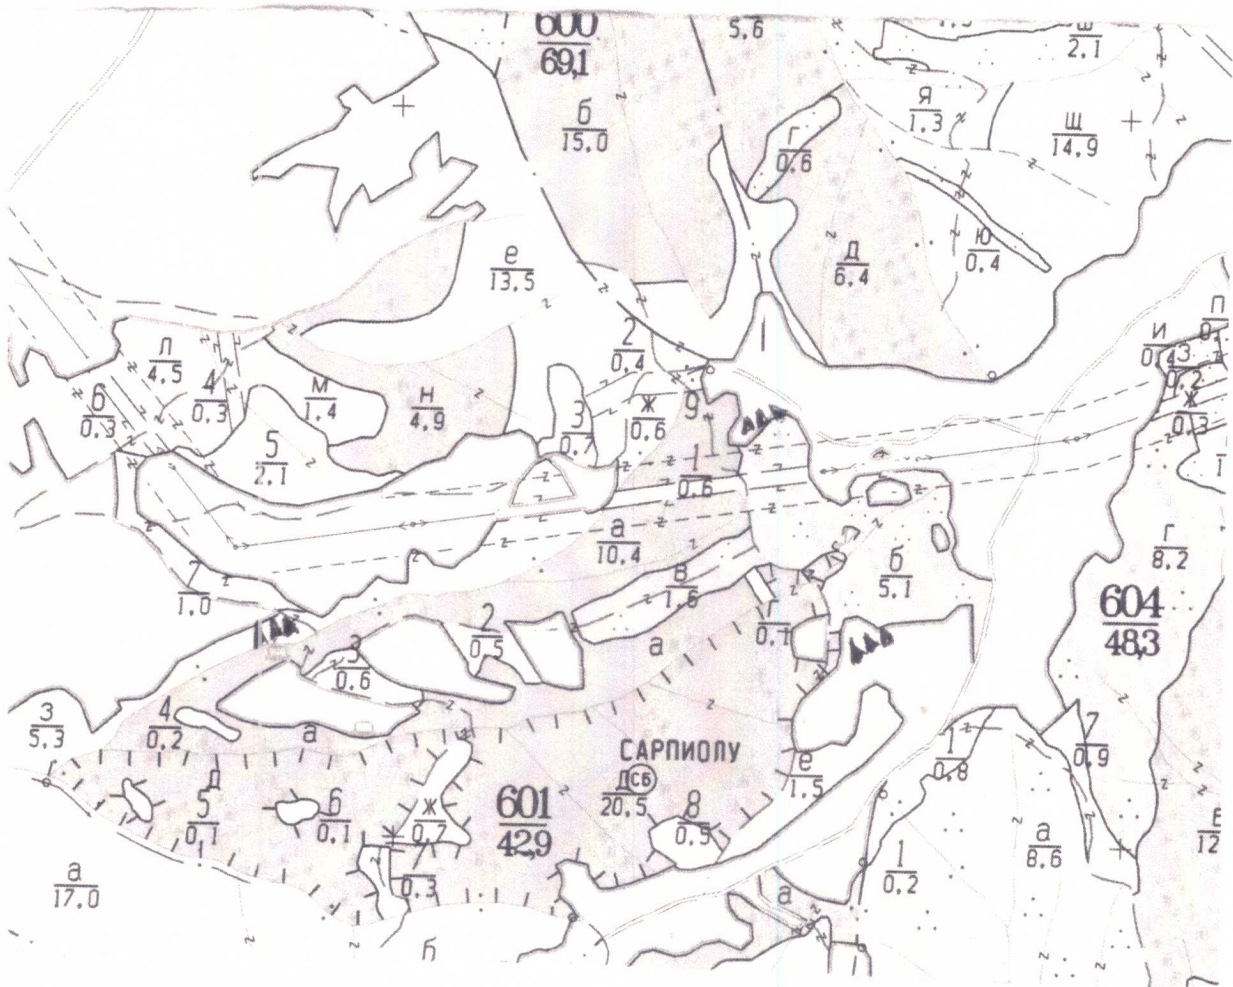 600
69,1
5,6
ш
2,1
я
1,3
щ
14,9
б
15,0
г
0,6
ю
0,4
д
6,4
е
13,5
л
4,5
4
0,3
м
1,4
н
4,9
2
0,4
ж
0,6
9
6
0,3
5
2,1
3
0,7
1
0,6
а
10,4
и
з
0,2
ж
0,3
п
г
8,2
в
1,6
б
5,1
г
0,1
604
48,3
7
1,0
2
0,5
а
3
0,6
з
5,3
4
0,2
а
САРПИОЛУ
д
СБ
20,5
е
1,5
1
0,8
7
0,9
д
5
0,1
6
0,1
ж
0,7
601
42,9
8
0,5
0,3
а
17,0
б
а
1
0,2
а
8,6
12